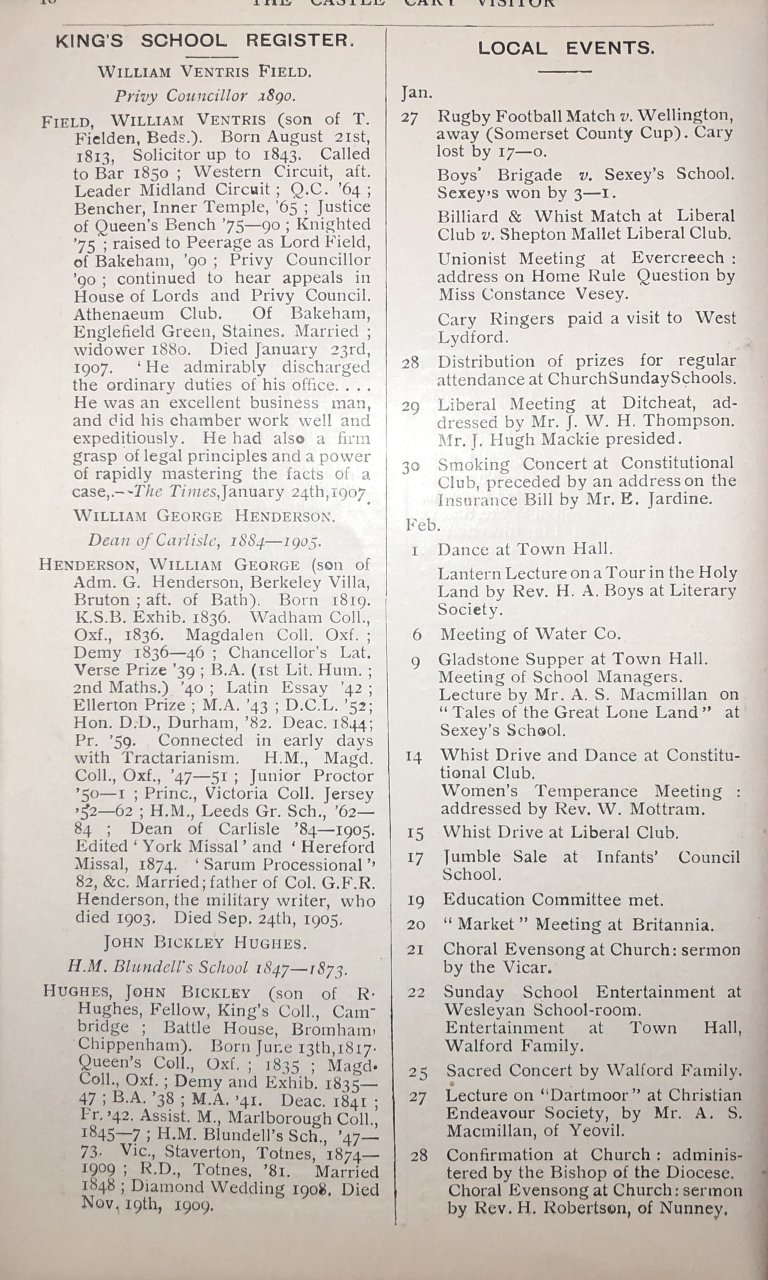 THE CASTLE CARY VISITOR
KING'S SCHOOL REGISTER.
WILLIAM VENTRIS FIELD.
Privy Councillor 1890.
FIELD, WILLIAM VENTRIS (son of T.
Fielden, Beds.). Born August 21st,
1813, Solicitor up to 1843. Called
to Bar 1850 ; Western Circuit, aft.
Leader Midland Circuit ; Q.C. '64 ;
Bencher, Inner Temple, '65 ; Justice
of Queen's Bench '75—90 ; Knighted
'75 ; raised to Peerage as Lord Field,
of Bakeham, '90 ; Privy Councillor
'90 ; continued to hear appeals in
House of Lords and Privy Council.
Athenaeum Club. Of Bakeham,
Englefield Green, Staines. Married ;
widower 1880. Died January 23rd,
1907. ' He admirably discharged
the ordinary duties of his office. . . .
He was an excellent business man,
and did his chamber work well and
expeditiously. He had also a firm
grasp of legal principles and a power
of rapidly mastering the facts of a
case,.--The Times, January 24th, 1907.
WILLIAM GEORGE HENDERSON.
Dean of Carlisle, 1884—1905.
HENDERSON, WILLIAM GEORGE (son of
Adm. G. Henderson, Berkeley Villa,
Bruton ; aft. of Bath). Born 1819.
K.S.B. Exhib. 1836. Wadham Coll.,
Oxf., 1836. Magdalen Coll. Oxf. ;
Demy 1836—46 ; Chancellor's Lat.
Verse Prize '39 ; B.A. (1st Lit. Hum. ;
2nd Maths.) '40 ; Latin Essay '42 ;
Ellerton Prize ; M.A. '43 ; D.C.L. '52;
Hon. D.D., Durham, '82. Deac. 1844;
Pr. '59. Connected in early days
with Tractarianism. H.M., Magd.
Coll., Oxf., '47—51 ; Junior Proctor
'50—1 ; Princ., Victoria Coll. Jersey
'52—62 ; H.M., Leeds Gr. Sch., '62—
84 ; Dean of Carlisle '84—1905.
Edited ' York Missal ' and ' Hereford
Missal, 1874. ' Sarum Processional ''
82, &c. Married; father of Col. G.F.R.
Henderson, the military writer, who
died 1903. Died Sep. 24th, 1905.
JOHN BICKLEY HUGHES.
H.M. Blundell's School 1847—1873.
HUGHES, JOHN BICKLEY (son of R.
Hughes, Fellow, King's Coll., Cam-
bridge ; Battle House, Bromham,
Chippenham). Born June 13th, 1817.
Queen's Coll., Oxf. ; 1835 ; Magd.
Coll., Oxf. ; Demy and Exhib. 1835—
47 ; B.A. '38 ; M.A. '41. Deac. 1841 ;
Pr. '42. Assist. M., Marlborough Coll.,
1845—7 ; H.M. Blundell's Sch., '47—
73. Vic., Staverton, Totnes, 1874—
1909 ; R.D., Totnes, '81. Married
1848 ; Diamond Wedding 1908. Died
Nov. 19th, 1909.
LOCAL EVENTS.
Jan.
27 Rugby Football Match v. Wellington,
away (Somerset County Cup). Cary
lost by 17—0.
Boys' Brigade v. Sexey's School.
Sexey's won by 3—1.
Billiard & Whist Match at Liberal
Club v. Shepton Mallet Liberal Club.
Unionist Meeting at Evercreech :
address on Home Rule Question by
Miss Constance Vesey.
Cary Ringers paid a visit to West
Lydford.
28 Distribution of prizes for regular
attendance at Church Sunday Schools.
29 Liberal Meeting at Ditcheat, ad-
dressed by Mr. J. W. H. Thompson.
Mr. J. Hugh Mackie presided.
30 Smoking Concert at Constitutional
Club, preceded by an address on the
Insurance Bill by Mr. E. Jardine.
Feb.
1 Dance at Town Hall.
Lantern Lecture on a Tour in the Holy
Land by Rev. H. A. Boys at Literary
Society.
6 Meeting of Water Co.
9 Gladstone Supper at Town Hall.
Meeting of School Managers.
Lecture by Mr. A. S. Macmillan on
" Tales of the Great Lone Land " at
Sexey's School.
14 Whist Drive and Dance at Constitu-
tional Club.
Women's Temperance Meeting :
addressed by Rev. W. Mottram.
15 Whist Drive at Liberal Club.
17 Jumble Sale at Infants' Council
School.
19 Education Committee met.
20 " Market " Meeting at Britannia.
21 Choral Evensong at Church: sermon
by the Vicar.
22 Sunday School Entertainment at
Wesleyan School-room.
Entertainment at Town Hall,
Walford Family.
25 Sacred Concert by Walford Family.
27 Lecture on "Dartmoor" at Christian
Endeavour Society, by Mr. A. S.
Macmillan, of Yeovil.
28 Confirmation at Church : adminis-
tered by the Bishop of the Diocese.
Choral Evensong at Church: sermon
by Rev. H. Robertson, of Nunney.